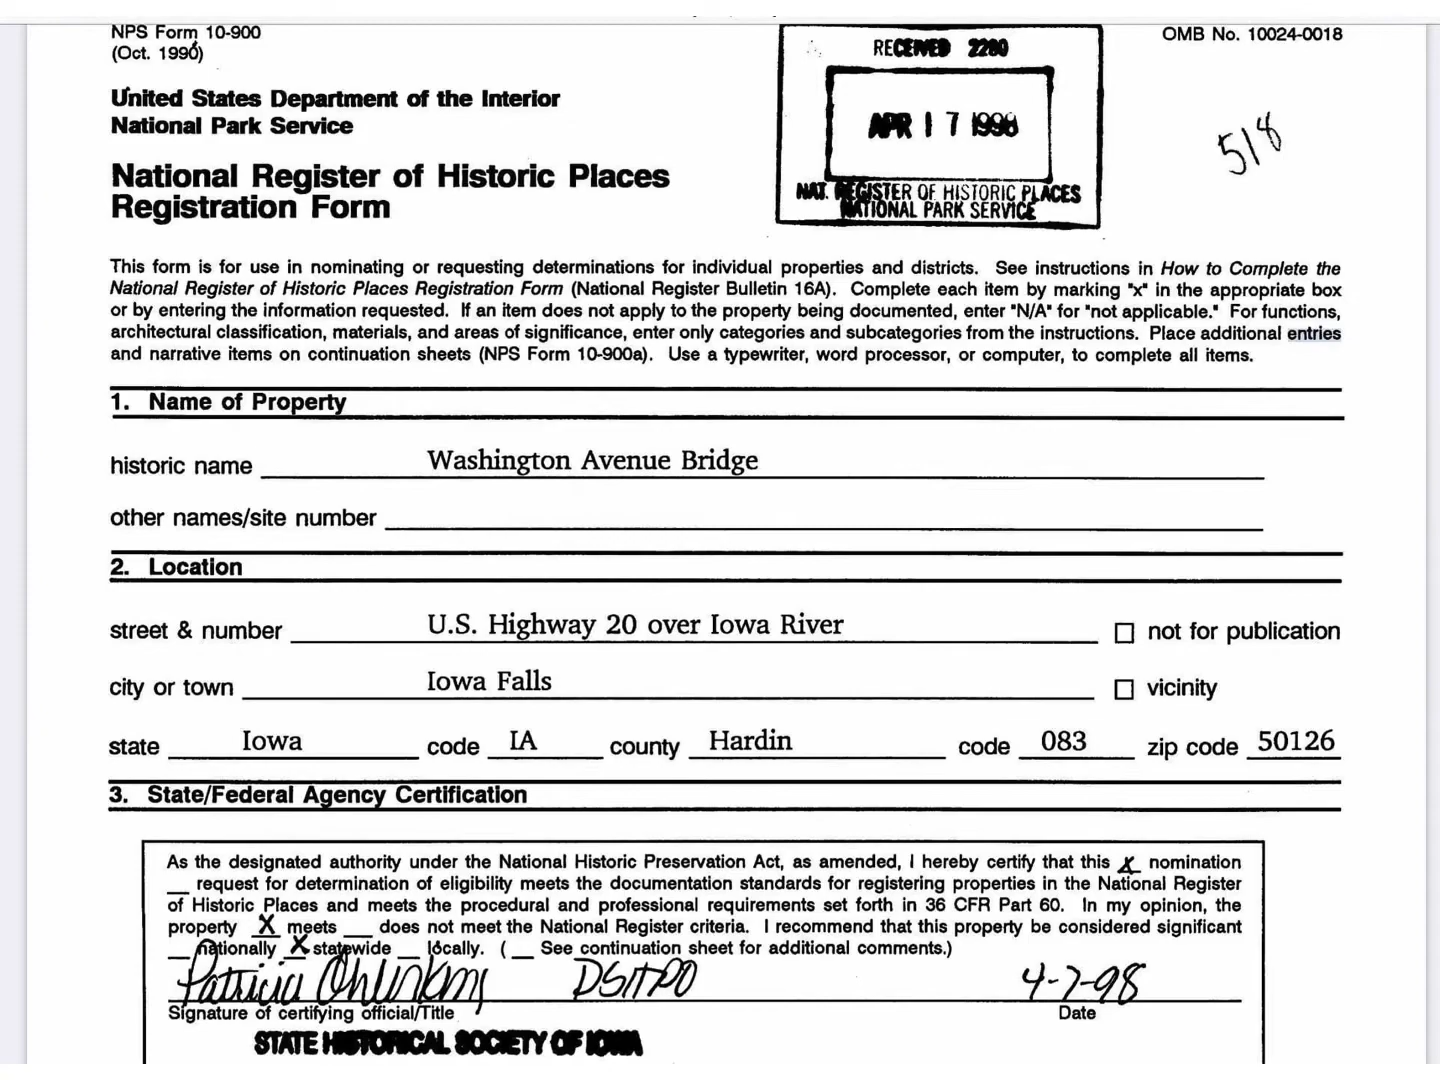 NPS Form 10-900
(Oct. 1990)
OMB No. 10024-0018
RECEIVED 2280
APR 17 1998
NAT. REGISTER OF HISTORIC PLACES
NATIONAL PARK SERVICE
518
United States Department of the Interior
National Park Service
National Register of Historic Places
Registration Form
This form is for use in nominating or requesting determinations for individual properties and districts. See instructions in How to Complete the
National Register of Historic Places Registration Form (National Register Bulletin 16A). Complete each item by marking "x" in the appropriate box
or by entering the information requested. If an item does not apply to the property being documented, enter "N/A" for "not applicable." For functions,
architectural classification, materials, and areas of significance, enter only categories and subcategories from the instructions. Place additional entries
and narrative items on continuation sheets (NPS Form 10-900a). Use a typewriter, word processor, or computer, to complete all items.
1. Name of Property
historic name Washington Avenue Bridge
other names/site number
2. Location
street & number U.S. Highway 20 over Iowa River ☐ not for publication
city or town Iowa Falls ☐ vicinity
state Iowa code IA county Hardin code 083 zip code 50126
3. State/Federal Agency Certification
As the designated authority under the National Historic Preservation Act, as amended, I hereby certify that this X nomination
__ request for determination of eligibility meets the documentation standards for registering properties in the National Register
of Historic Places and meets the procedural and professional requirements set forth in 36 CFR Part 60. In my opinion, the
property X meets __ does not meet the National Register criteria. I recommend that this property be considered significant
__ nationally X statewide __ locally. ( __ See continuation sheet for additional comments.)
Patricia 4-7-98
Signature of certifying official/Title Date
STATE HISTORICAL SOCIETY OF IOWA